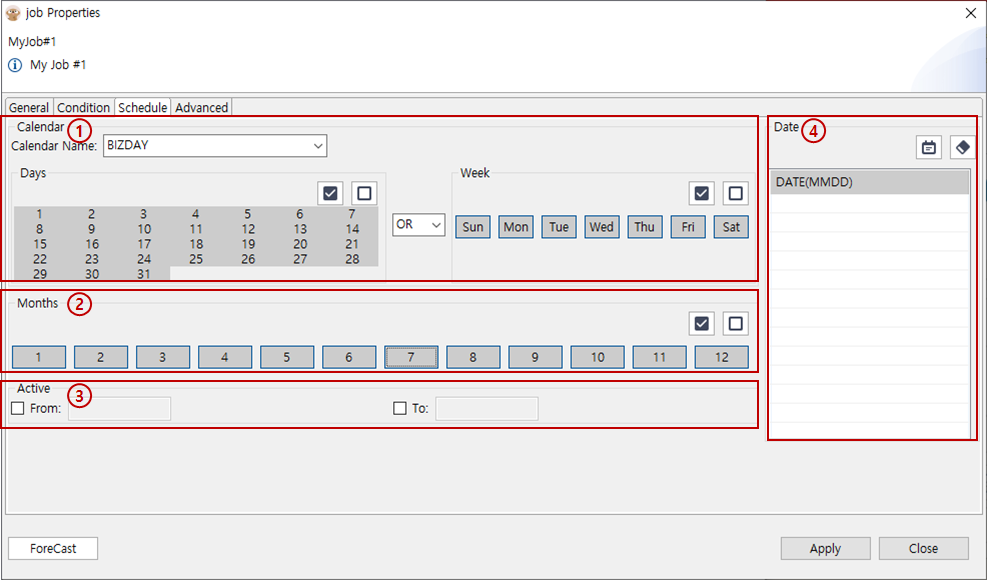 job Properties
MyJob#1
My Job #1
General Condition Schedule Advanced
Calendar 1
Calendar Name: BIZDAY
Days
1 2 3 4 5 6 7
8 9 10 11 12 13 14
15 16 17 18 19 20 21
22 23 24 25 26 27 28
29 30 31
OR
Week
Sun Mon Tue Wed Thu Fri Sat
Months 2
1 2 3 4 5 6 7 8 9 10 11 12
Active 3
From: To:
Date 4
DATE(MMDD)
ForeCast Apply Close